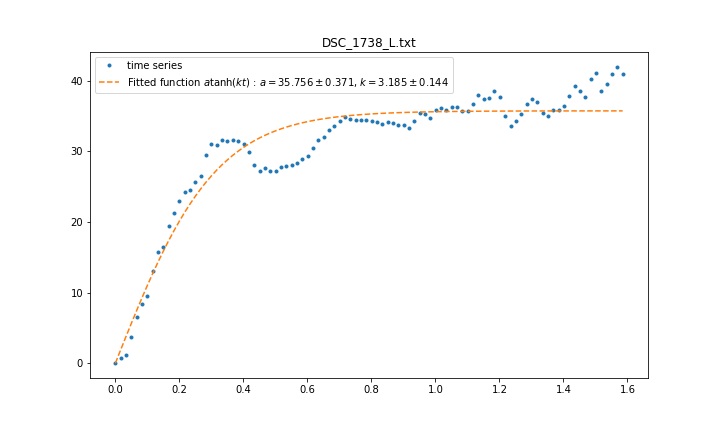 DSC_1738_L.txt
time series
Fitted function atanh(kt) : a = 35.756 ± 0.371, k = 3.185 ± 0.144
40
30
20
10
0
0.0 0.2 0.4 0.6 0.8 1.0 1.2 1.4 1.6